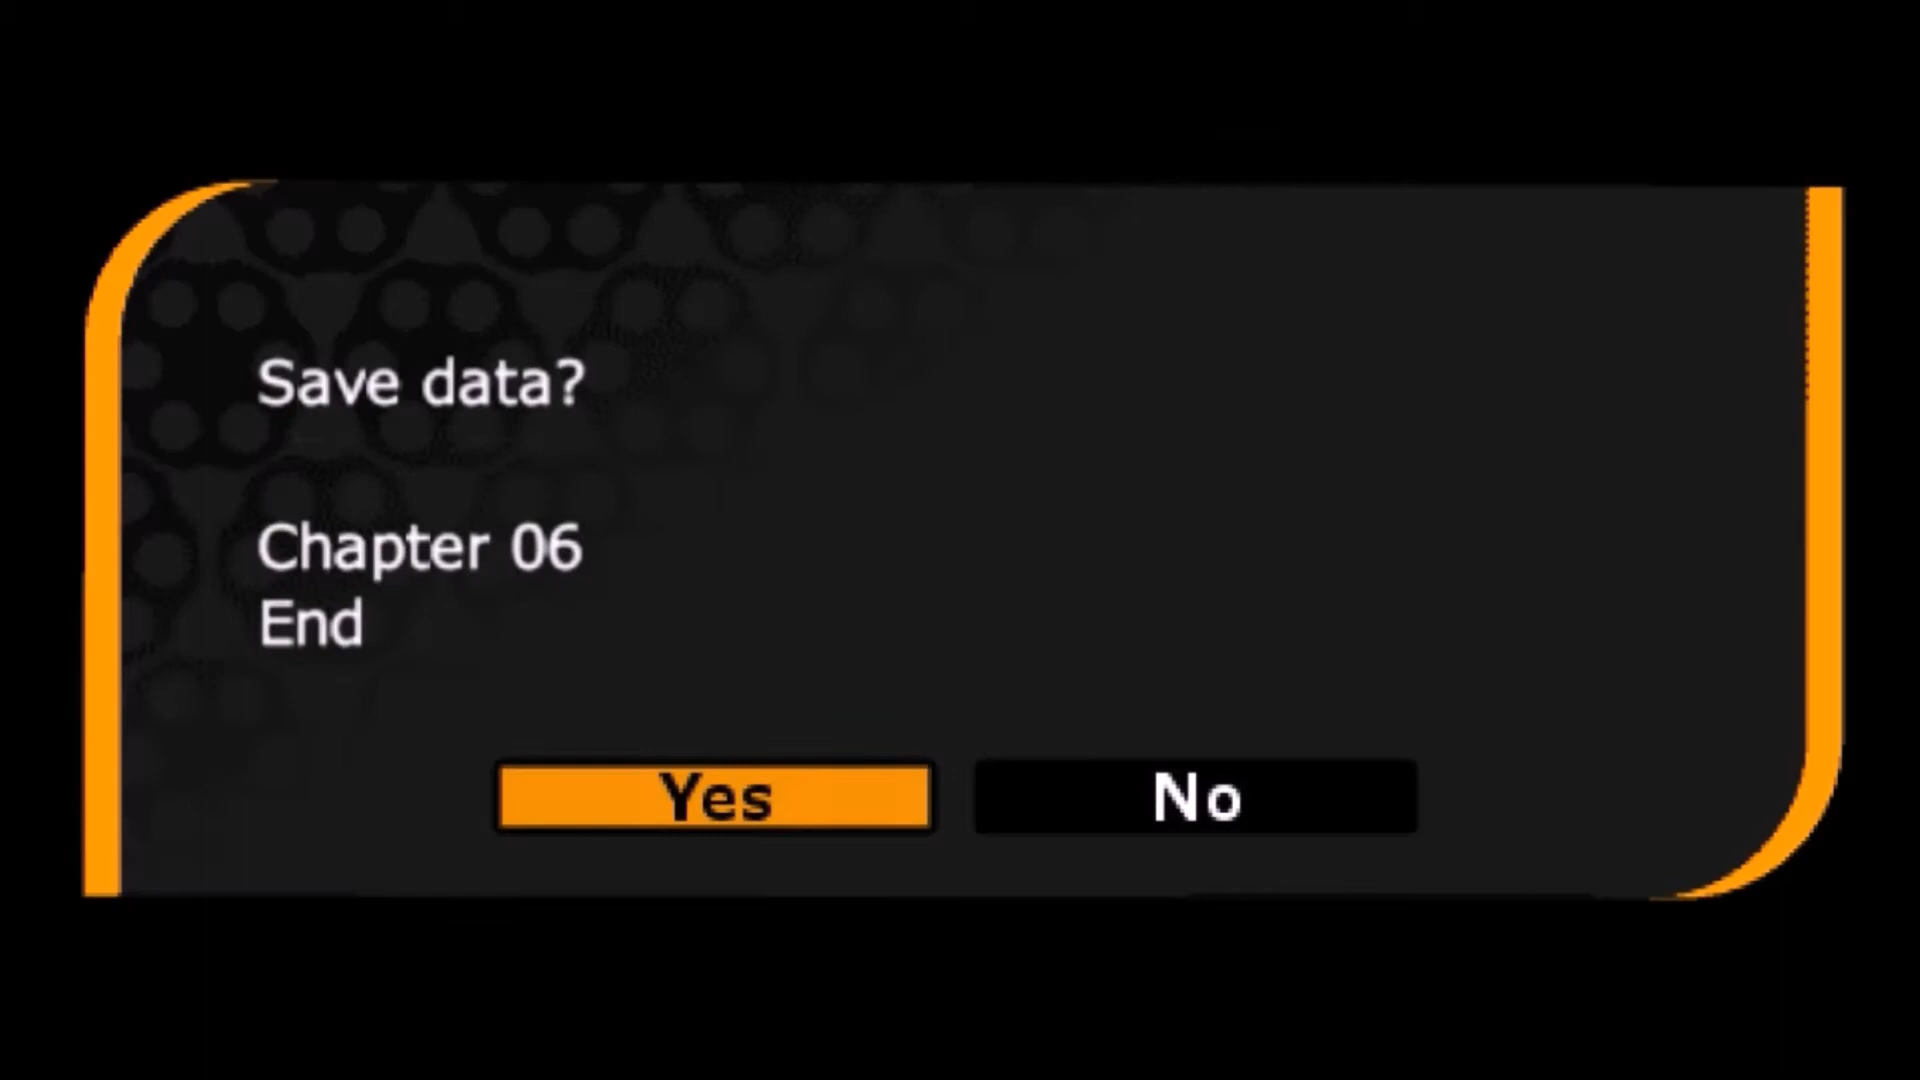 Save data?
Chapter 06
End
Yes No